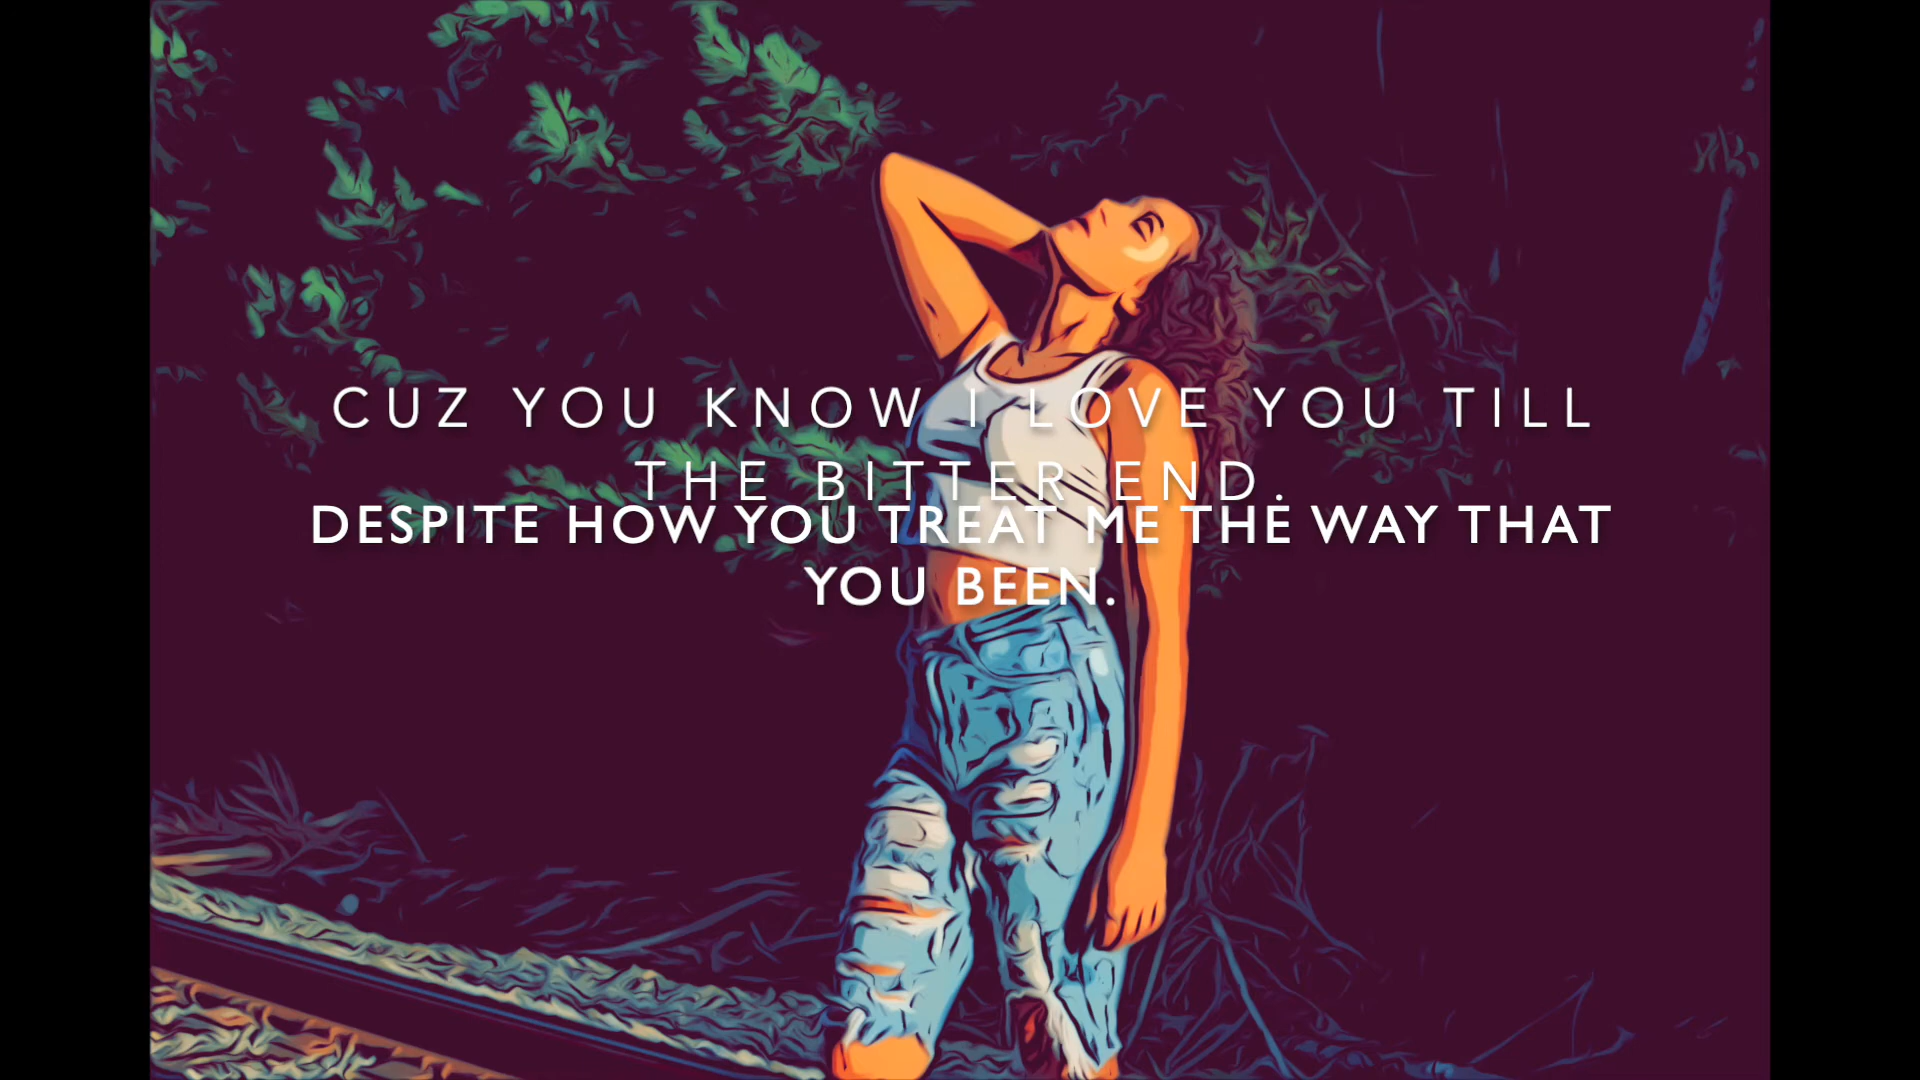 CUZ YOU KNOW I LOVE YOU TILL
THE BITTER END.
DESPITE HOW YOU TREAT ME THE WAY THAT
YOU BEEN.